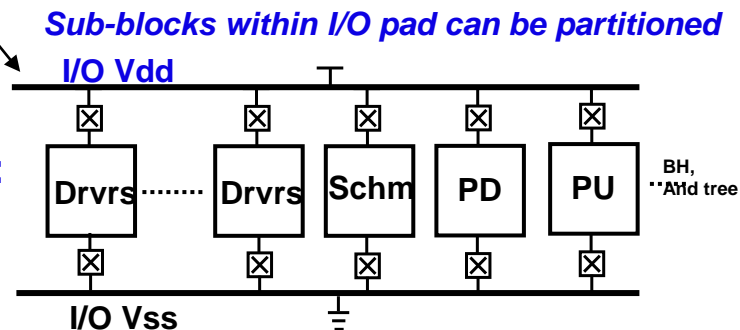 Sub-blocks within I/O pad can be partitioned
I/O Vdd
:
Drvrs ........ Drvrs Schm PD PU ...... BH,
And tree
I/O Vss